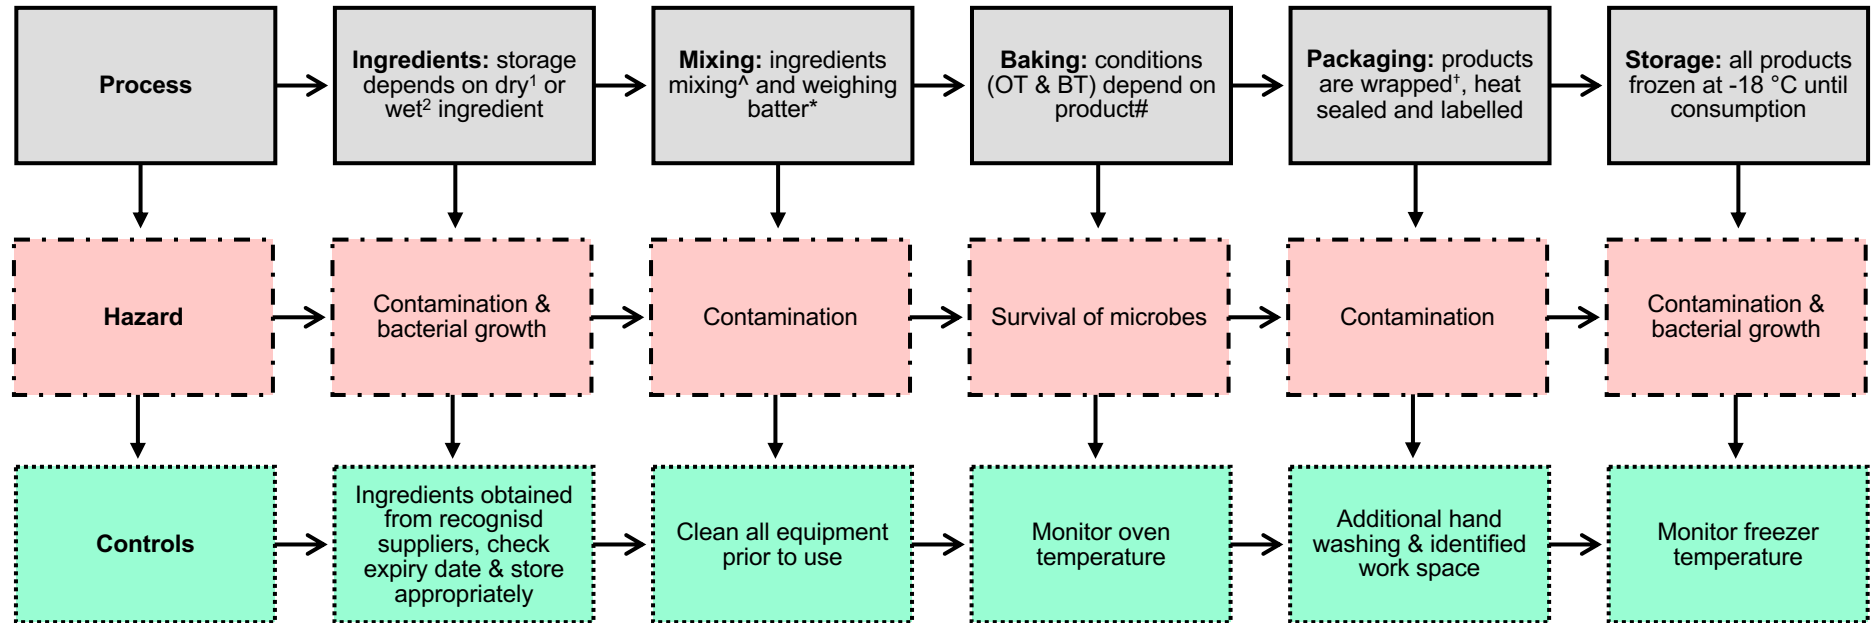 Process
Ingredients: storage
depends on dry¹ or
wet² ingredient
Mixing: ingredients
mixing^ and weighing
batter*
Baking: conditions
(OT & BT) depend on
product#
Packaging: products
are wrapped†, heat
sealed and labelled
Storage: all products
frozen at -18 °C until
consumption
Hazard
Contamination &
bacterial growth
Contamination
Survival of microbes
Contamination
Contamination &
bacterial growth
Controls
Ingredients obtained
from recognisd
suppliers, check
expiry date & store
appropriately
Clean all equipment
prior to use
Monitor oven
temperature
Additional hand
washing & identified
work space
Monitor freezer
temperature